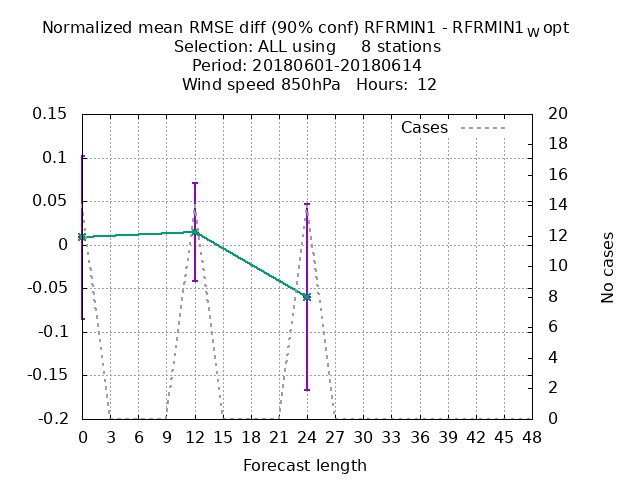 Normalized mean RMSE diff (90% conf) RFRMIN1 - RFRMIN1W opt
Selection: ALL using 8 stations
Period: 20180601-20180614
Wind speed 850hPa Hours: 12
Cases
0.15
0.1
0.05
0
-0.05
-0.1
-0.15
-0.2
20
18
16
14
12
10
8
6
4
2
0
No cases
0 3 6 9 12 15 18 21 24 27 30 33 36 39 42 45 48
Forecast length